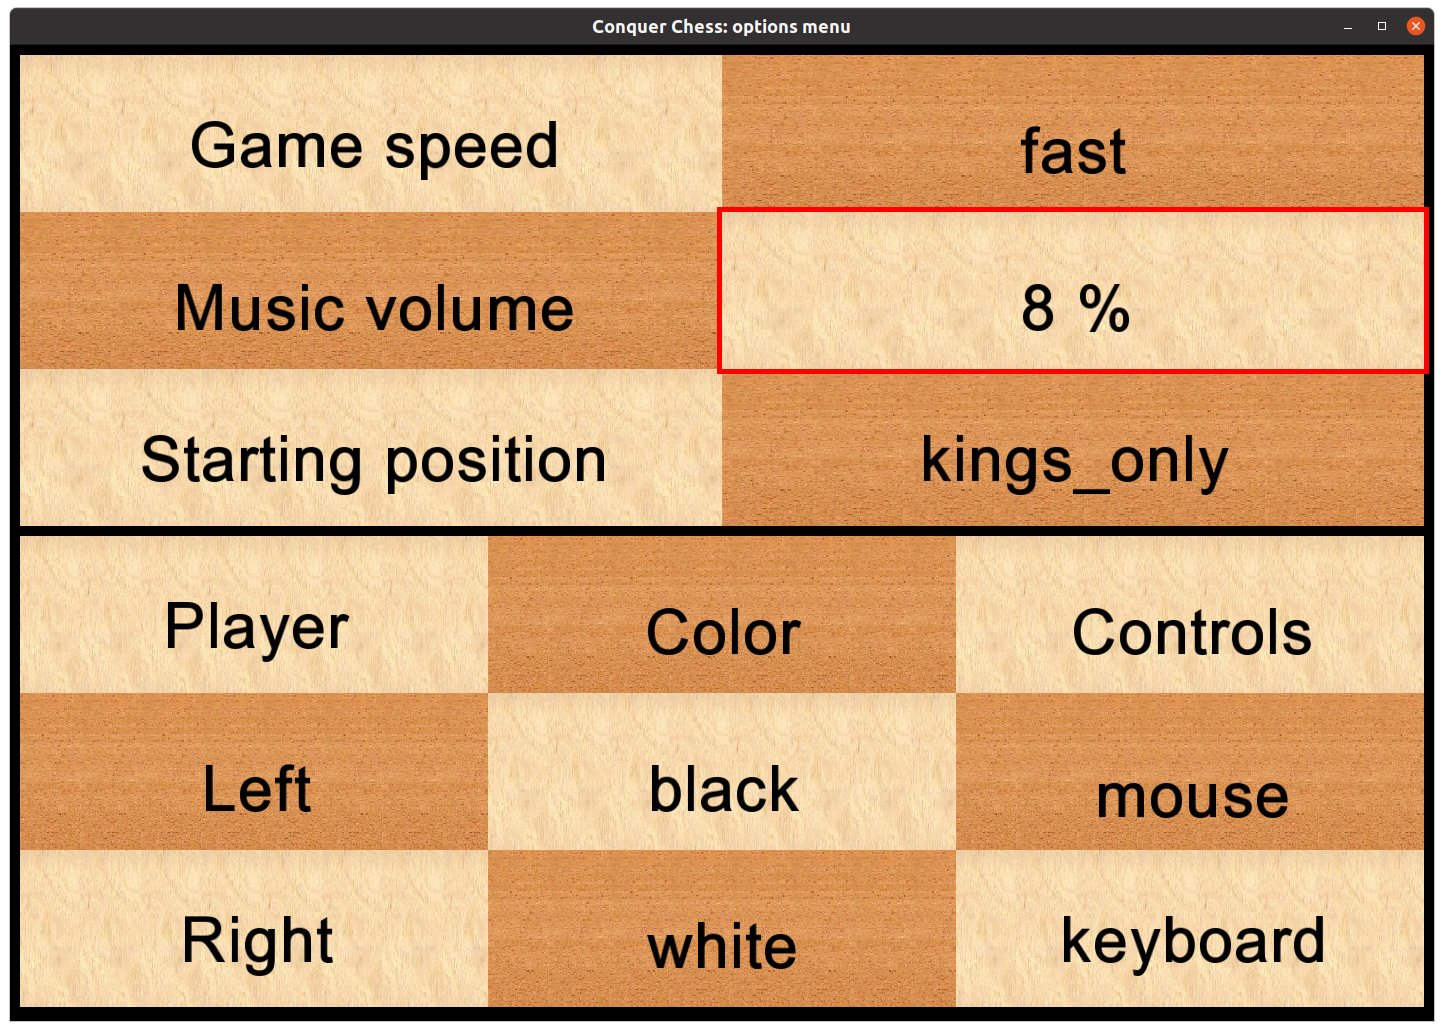 Conquer Chess: options menu
Game speed fast
Music volume 8 %
Starting position kings_only
Player Color Controls
Left black mouse
Right white keyboard